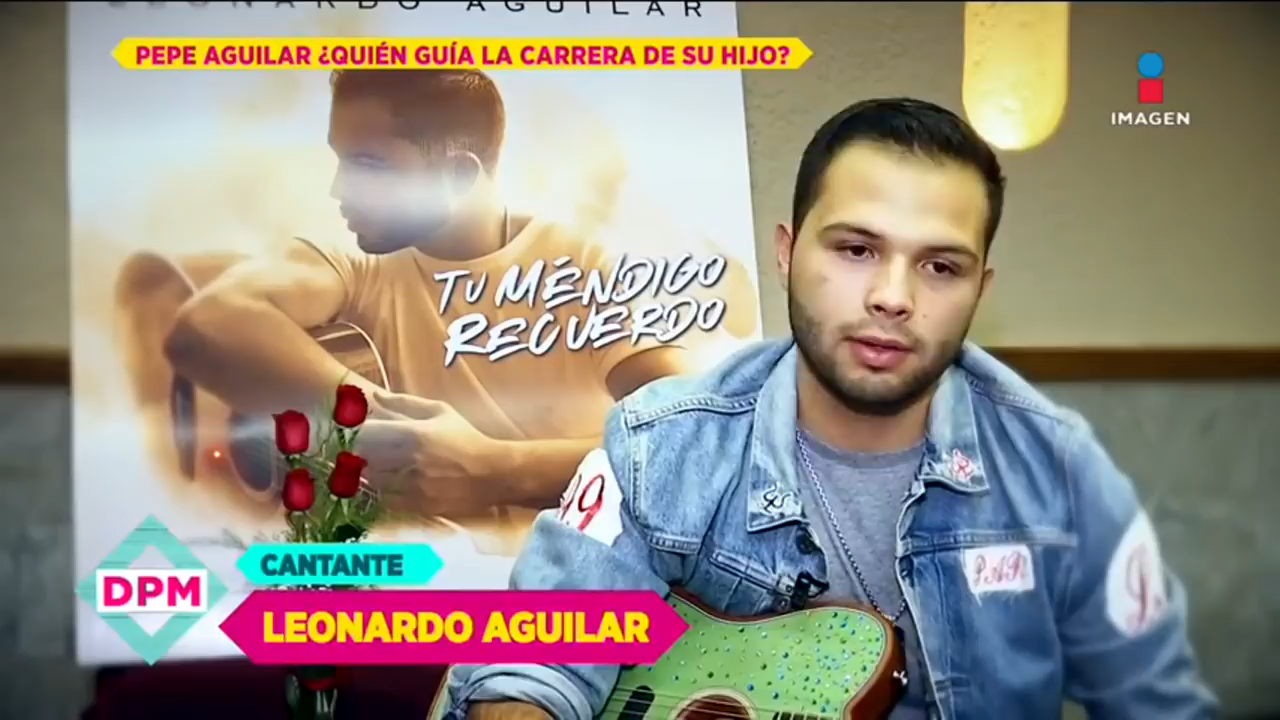 LEONARDO AGUILAR
PEPE AGUILAR ¿QUIÉN GUÍA LA CARRERA DE SU HIJO?
IMAGEN
TU MÉNDIGO
RECUERDO
99
CANTANTE
DPM
LEONARDO AGUILAR